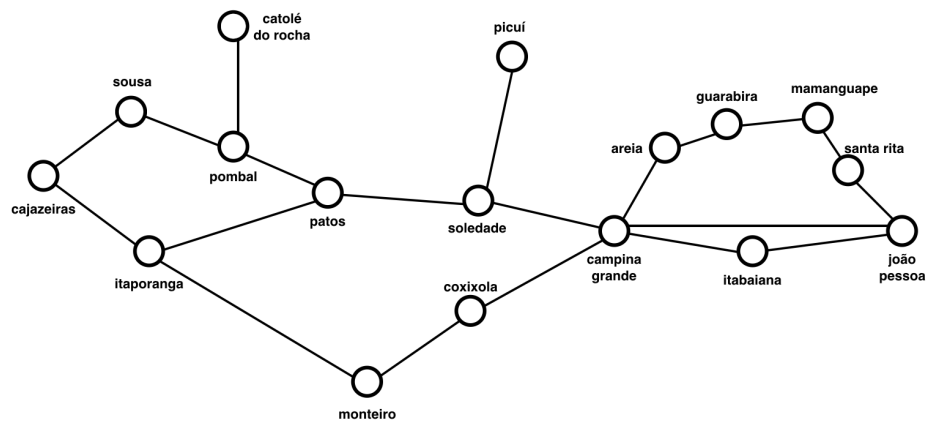 catolé
do rocha
picuí
sousa
mamanguape
guarabira
areia
santa rita
pombal
cajazeiras
patos
soledade
campina
grande
itabaiana
joão
pessoa
itaporanga
coxixola
monteiro